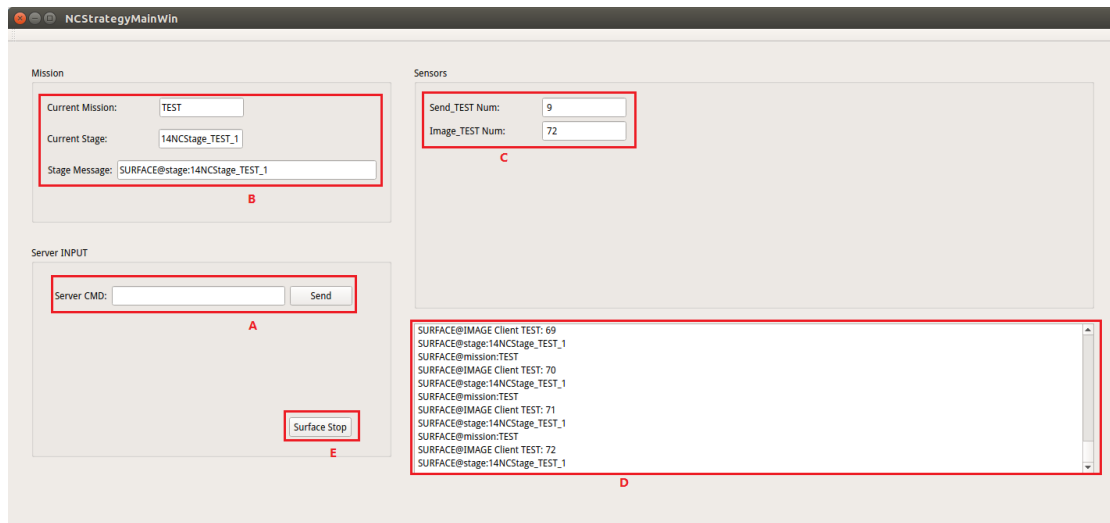 NCStrategyMainWin
Mission
Current Mission: TEST
Current Stage: 14NCStage_TEST_1
Stage Message: SURFACE@stage:14NCStage_TEST_1
B
Sensors
Send_TEST Num: 9
Image_TEST Num: 72
C
Server INPUT
Server CMD: Send
A
Surface Stop
E
SURFACE@IMAGE Client TEST: 69
SURFACE@stage:14NCStage_TEST_1
SURFACE@mission:TEST
SURFACE@IMAGE Client TEST: 70
SURFACE@stage:14NCStage_TEST_1
SURFACE@mission:TEST
SURFACE@IMAGE Client TEST: 71
SURFACE@stage:14NCStage_TEST_1
SURFACE@mission:TEST
SURFACE@IMAGE Client TEST: 72
SURFACE@stage:14NCStage_TEST_1
D